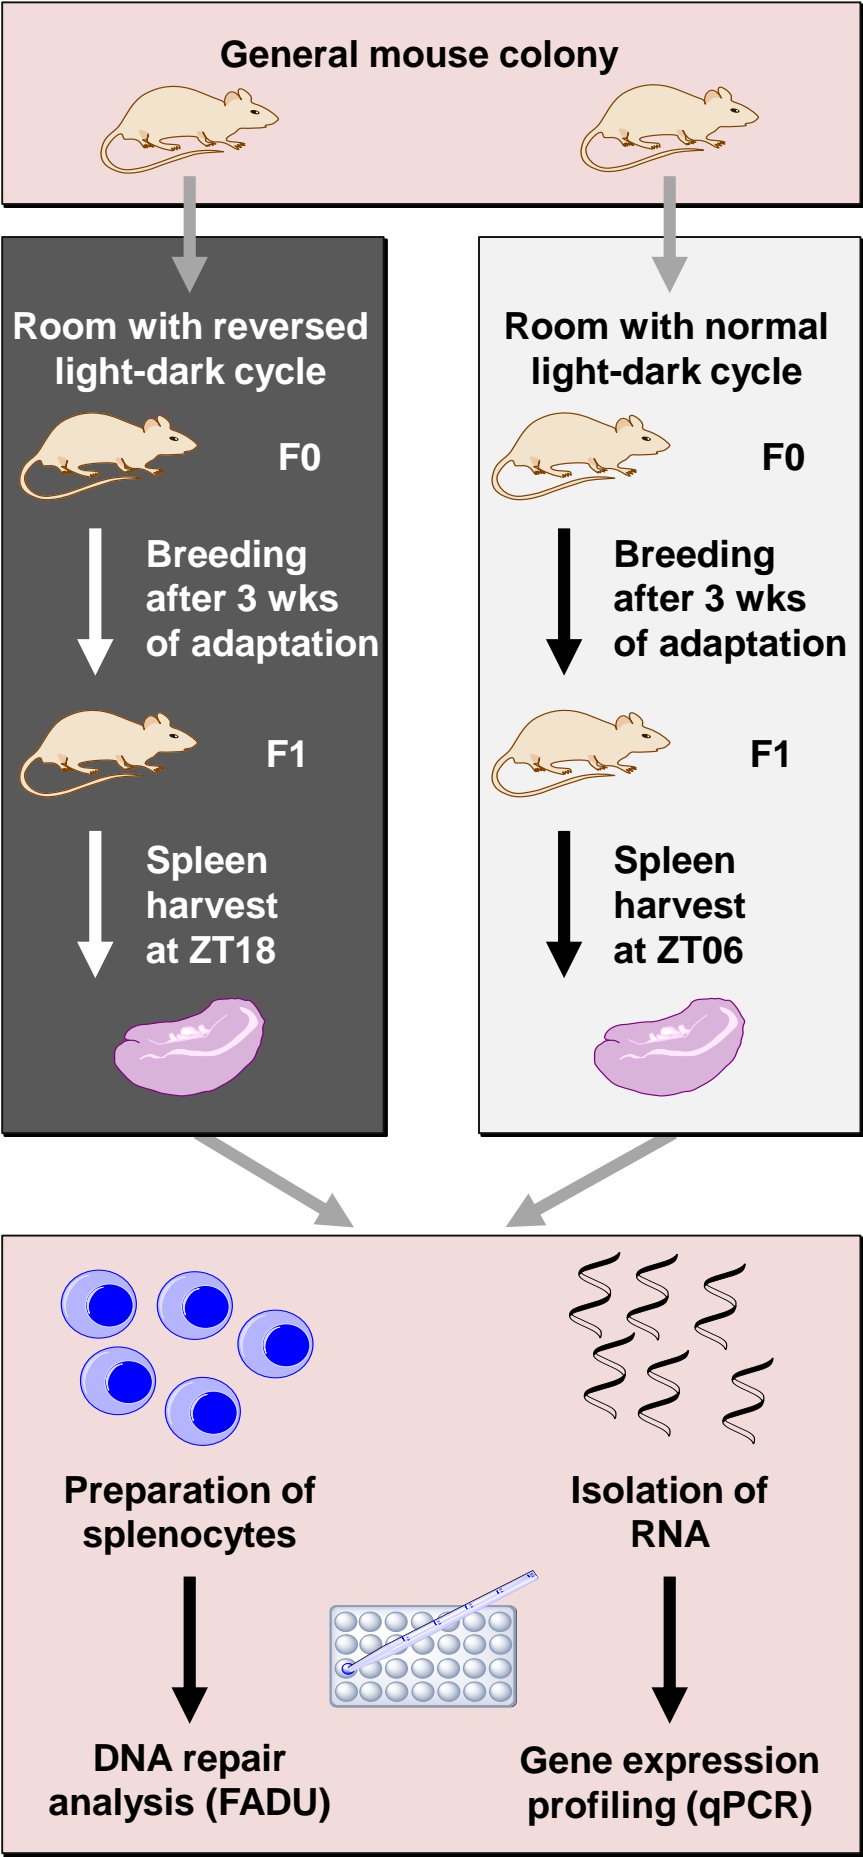 General mouse colony
Room with reversed
light-dark cycle
F0
Breeding
after 3 wks
of adaptation
F1
Spleen
harvest
at ZT18
Room with normal
light-dark cycle
F0
Breeding
after 3 wks
of adaptation
F1
Spleen
harvest
at ZT06
Preparation of
splenocytes
DNA repair
analysis (FADU)
Isolation of
RNA
Gene expression
profiling (qPCR)